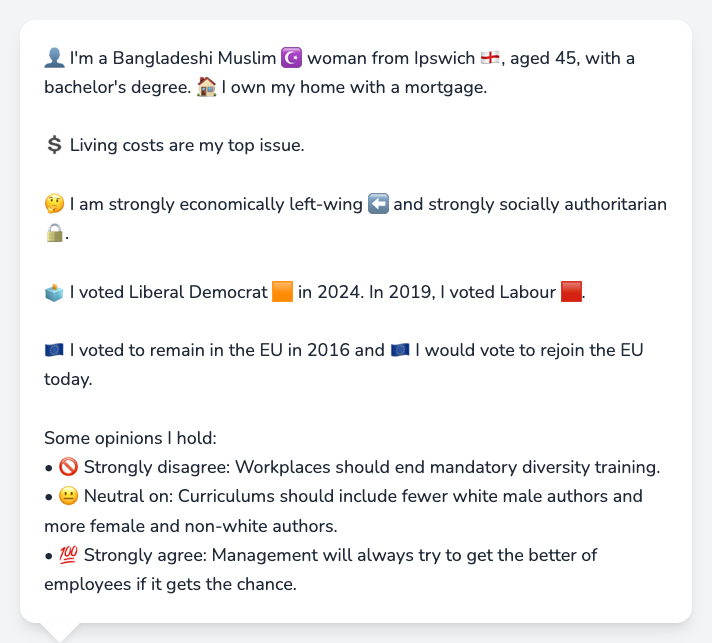 👤 I'm a Bangladeshi Muslim ☪️ woman from Ipswich 🏴󠁧󠁢󠁥󠁮󠁧󠁿, aged 45, with a
bachelor's degree. 🏠 I own my home with a mortgage.
💲 Living costs are my top issue.
🤔 I am strongly economically left-wing ⬅️ and strongly socially authoritarian
🔒.
🗳️ I voted Liberal Democrat 🟧 in 2024. In 2019, I voted Labour 🟥.
🇪🇺 I voted to remain in the EU in 2016 and 🇪🇺 I would vote to rejoin the EU
today.
Some opinions I hold:
• 🚫 Strongly disagree: Workplaces should end mandatory diversity training.
• 😐 Neutral on: Curriculums should include fewer white male authors and
more female and non-white authors.
• 💯 Strongly agree: Management will always try to get the better of
employees if it gets the chance.